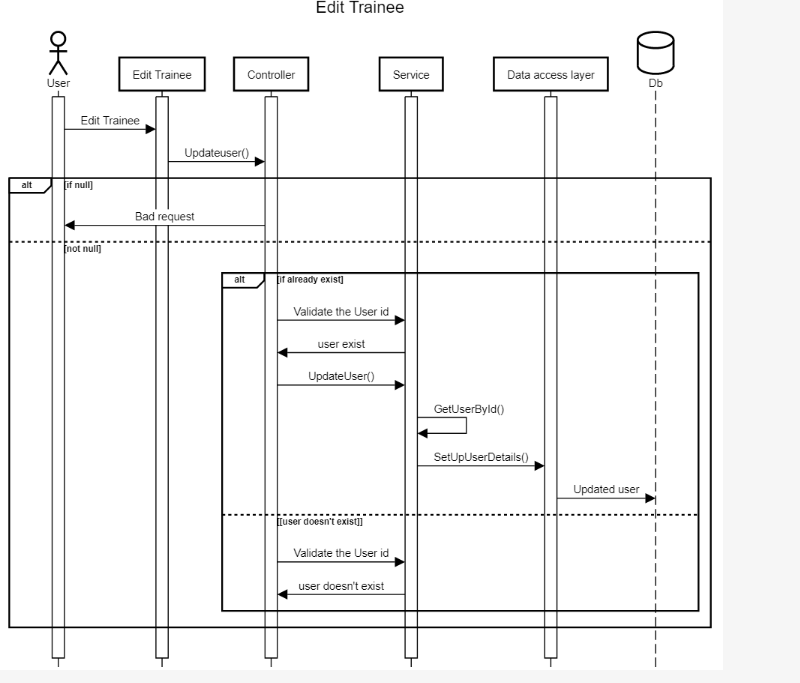 Edit Trainee
User
Edit Trainee
Controller
Service
Data access layer
Db
Edit Trainee
Updateuser()
alt
[if null]
Bad request
[not null]
alt
[if already exist]
Validate the User id
user exist
UpdateUser()
GetUserById()
SetUpUserDetails()
Updated user
[[user doesn't exist]]
Validate the User id
user doesn't exist